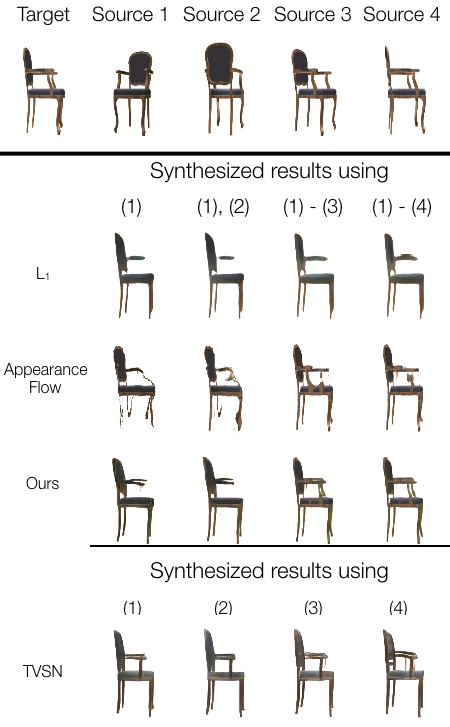 Target Source 1 Source 2 Source 3 Source 4
Synthesized results using
(1) (1), (2) (1) - (3) (1) - (4)
L₁
Appearance
Flow
Ours
Synthesized results using
(1) (2) (3) (4)
TVSN